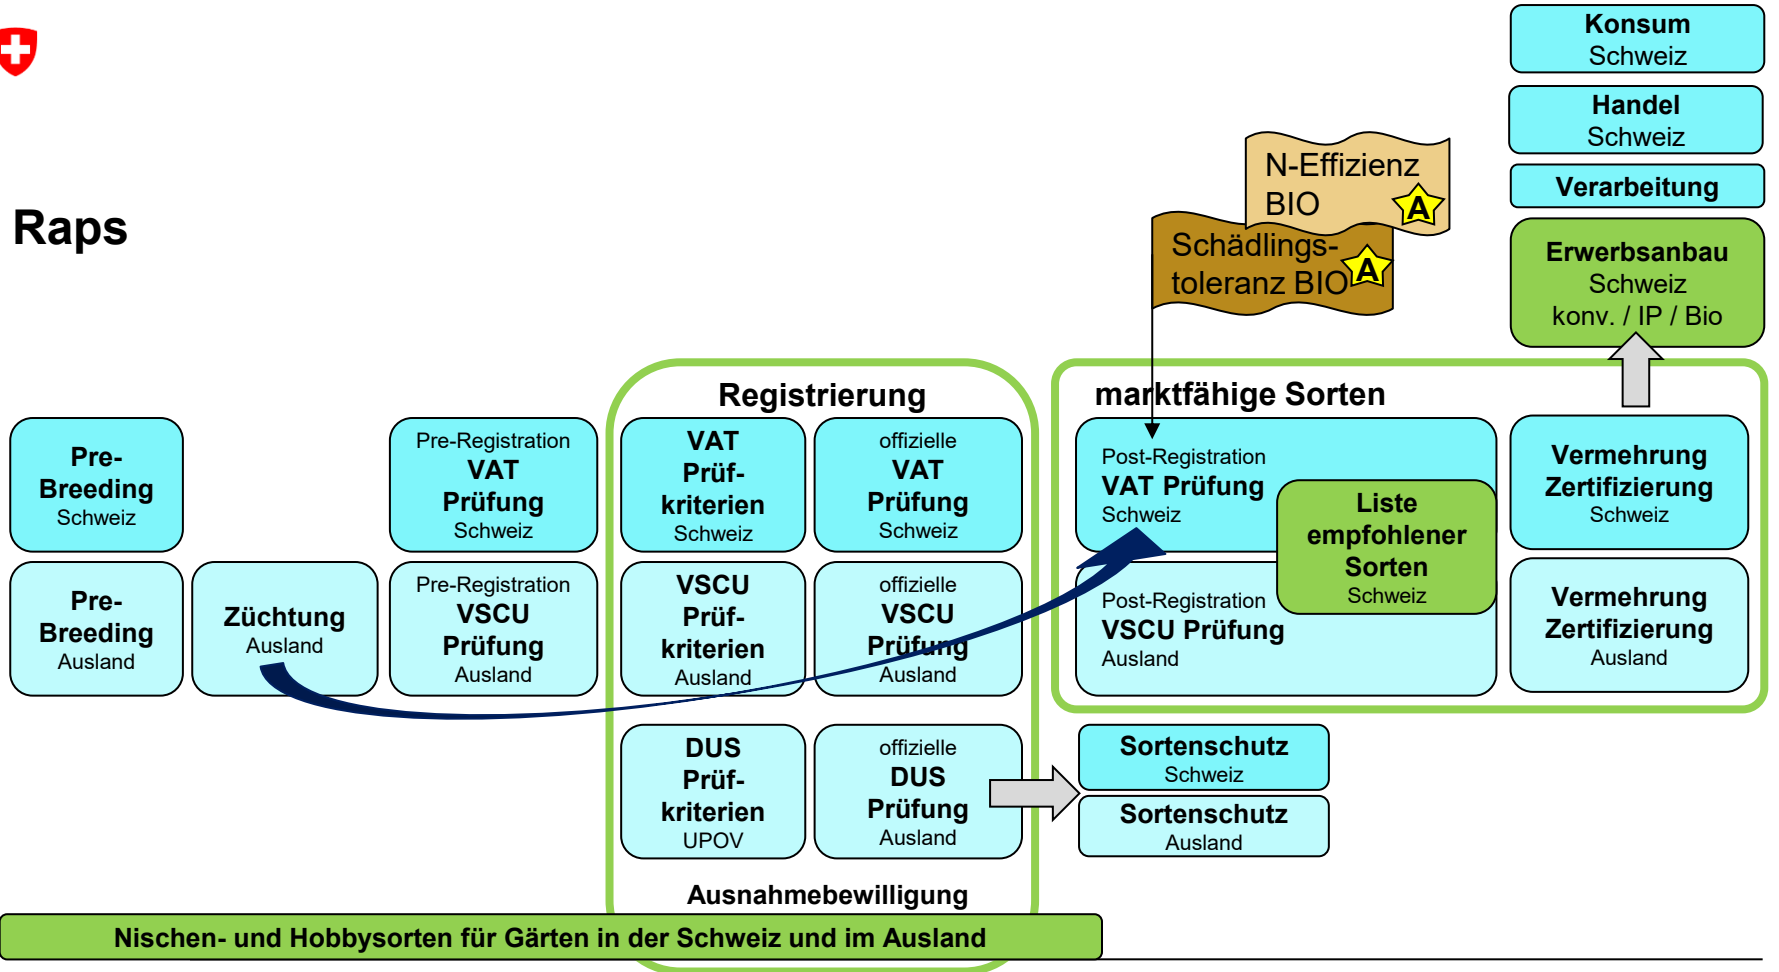 Raps
Konsum
Schweiz
Handel
Schweiz
Verarbeitung
Erwerbsanbau
Schweiz
konv. / IP / Bio
N-Effizienz
BIO
A
Schädlings-
toleranz BIO
A
Registrierung
marktfähige Sorten
Pre-
Breeding
Schweiz
Pre-Registration
VAT
Prüfung
Schweiz
VAT
Prüf-
kriterien
Schweiz
offizielle
VAT
Prüfung
Schweiz
Post-Registration
VAT Prüfung
Schweiz
Liste
empfohlener
Sorten
Schweiz
Vermehrung
Zertifizierung
Schweiz
Pre-
Breeding
Ausland
Züchtung
Ausland
Pre-Registration
VSCU
Prüfung
Ausland
VSCU
Prüf-
kriterien
Ausland
offizielle
VSCU
Prüfung
Ausland
Post-Registration
VSCU Prüfung
Ausland
Vermehrung
Zertifizierung
Ausland
DUS
Prüf-
kriterien
UPOV
offizielle
DUS
Prüfung
Ausland
Sortenschutz
Schweiz
Sortenschutz
Ausland
Ausnahmebewilligung
Nischen- und Hobbysorten für Gärten in der Schweiz und im Ausland